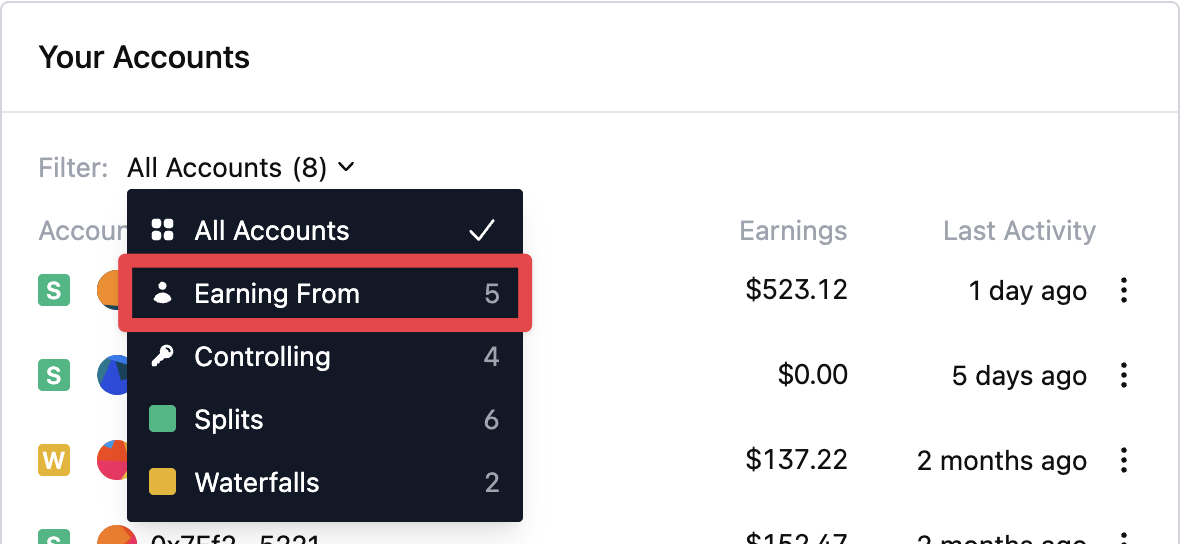 Your Accounts
Filter: All Accounts (8)
Accoun Earnings Last Activity
All Accounts
S $523.12 1 day ago
Earning From 5
Controlling 4
S $0.00 5 days ago
Splits 6
W $137.22 2 months ago
Waterfalls 2
S 0x7Ef2...5221 $152.47 2 months ago